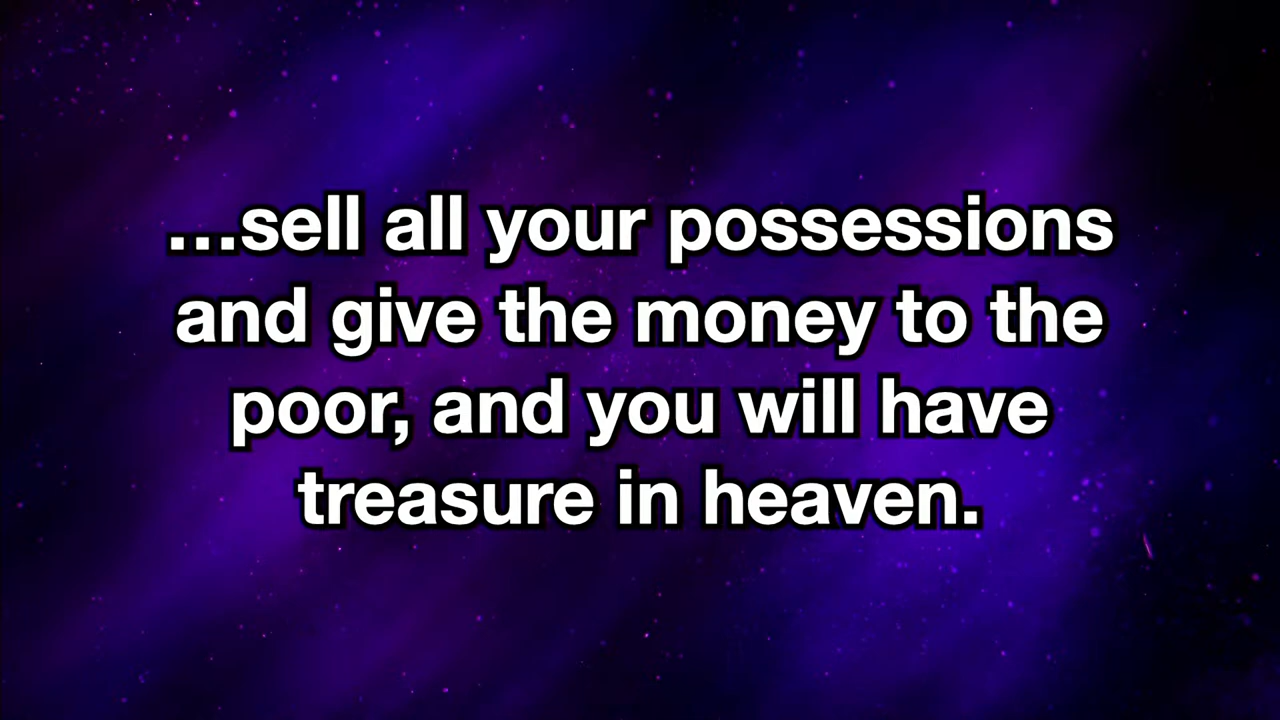 …sell all your possessions
and give the money to the
poor, and you will have
treasure in heaven.